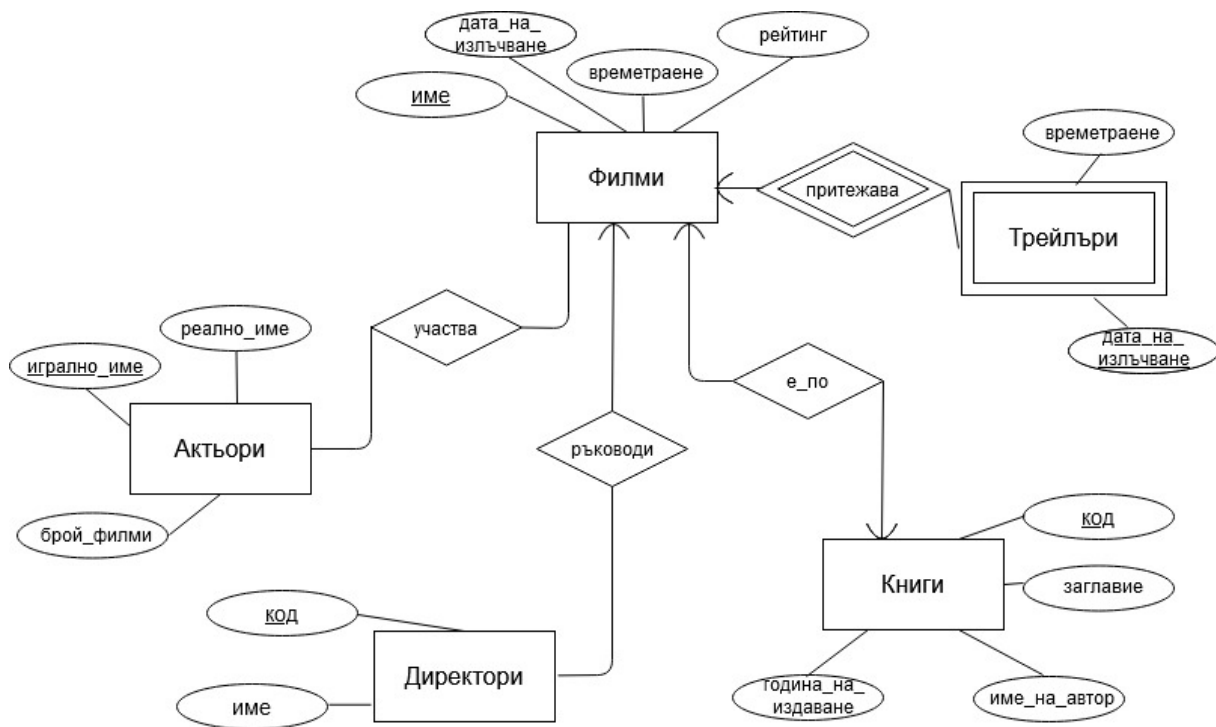 дата_на_
излъчване
рейтинг
времетраене
име
Филми
притежава
времетраене
Трейлъри
дата_на_
излъчване
участва
реално_име
игрално_име
Актьори
брой_филми
е_по
ръководи
код
Книги
заглавие
година_на_
издаване
име_на_автор
код
Директори
име